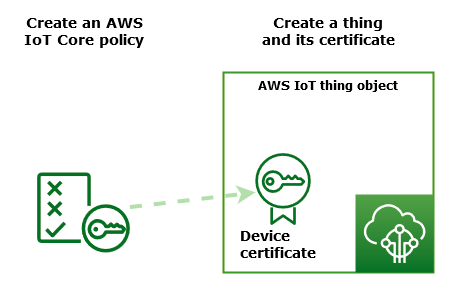 Create an AWS
IoT Core policy
Create a thing
and its certificate
AWS IoT thing object
Device
certificate